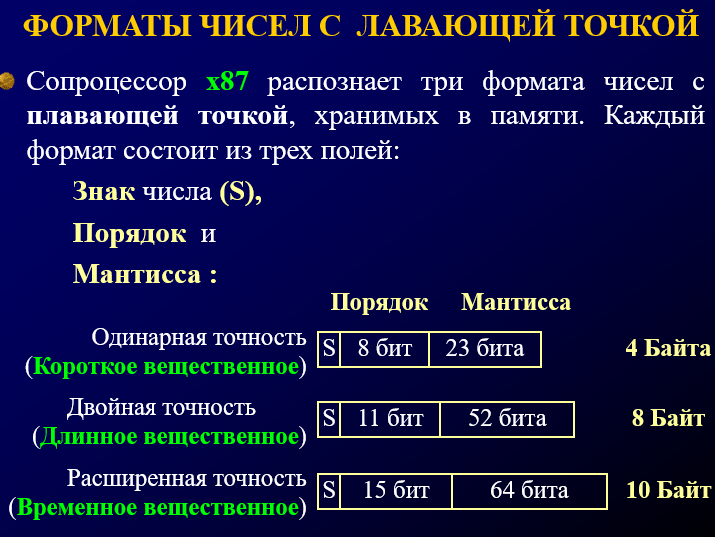 ФОРМАТЫ ЧИСЕЛ С ЛАВАЮЩЕЙ ТОЧКОЙ
Сопроцессор x87 распознает три формата чисел с
плавающей точкой, хранимых в памяти. Каждый
формат состоит из трех полей:
Знак числа (S),
Порядок и
Мантисса :
Порядок Мантисса
Одинарная точность
(Короткое вещественное)
S 8 бит 23 бита 4 Байта
Двойная точность
(Длинное вещественное)
S 11 бит 52 бита 8 Байт
Расширенная точность
(Временное вещественное)
S 15 бит 64 бита 10 Байт